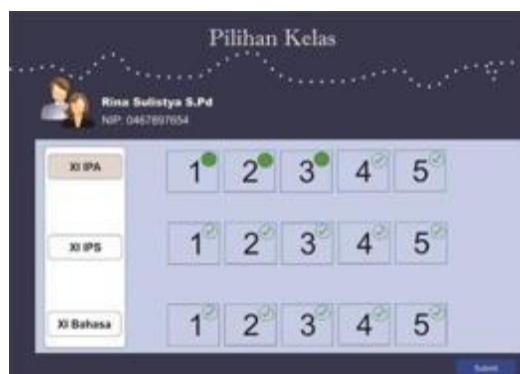 Pilihan Kelas
Rina Sulistya S.Pd
NIP: 0467897654
XI IPA 1 2 3 4 5
XI IPS 1 2 3 4 5
XI Bahasa 1 2 3 4 5
Submit